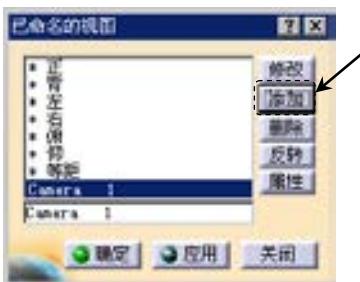 已命名的视图
* 正
* 背
* 左
* 右
* 俯
* 仰
* 等距
Camera 1
Camera 1
修改
添加
删除
反转
属性
确定
应用
关闭